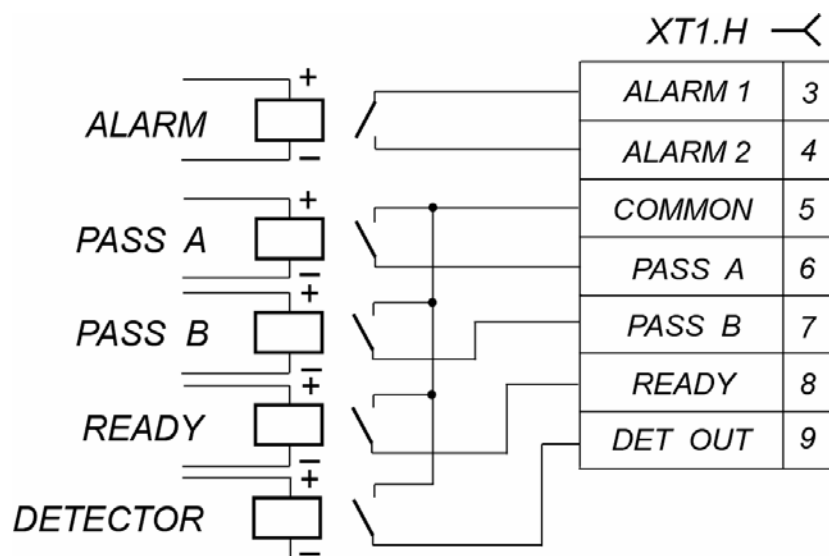 XT1.H
+
ALARM 1 3
ALARM
–
ALARM 2 4
+
COMMON 5
PASS A
–
PASS A 6
+
PASS B
PASS B 7
–
+
READY 8
READY
–
DET OUT 9
+
DETECTOR
–